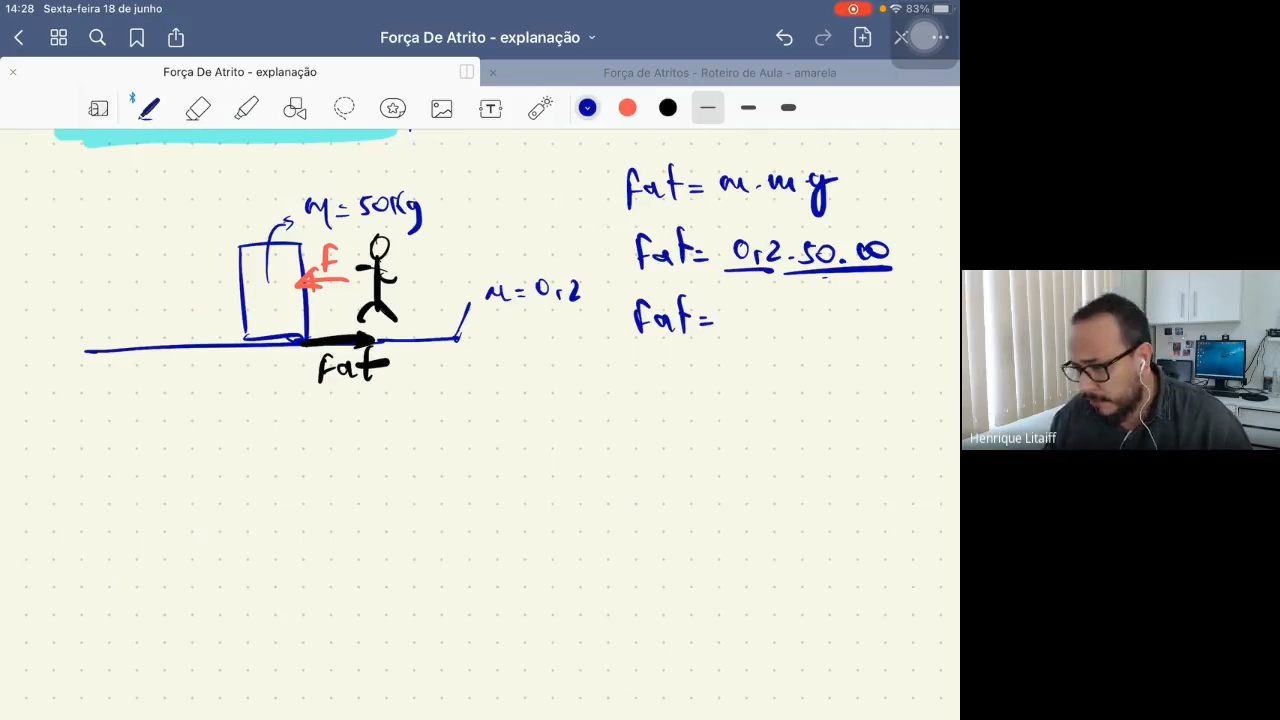 14:28 Sexta-feira 18 de junho
83%
Força De Atrito - explanação
Força De Atrito - explanação
Força de Atritos - Roteiro de Aula - amarela
T
m = 50Kg
F
μ = 0,2
fat
fat = μ . m g
fat = 0,2 . 50 . 00
fat =
Henrique Litaiff